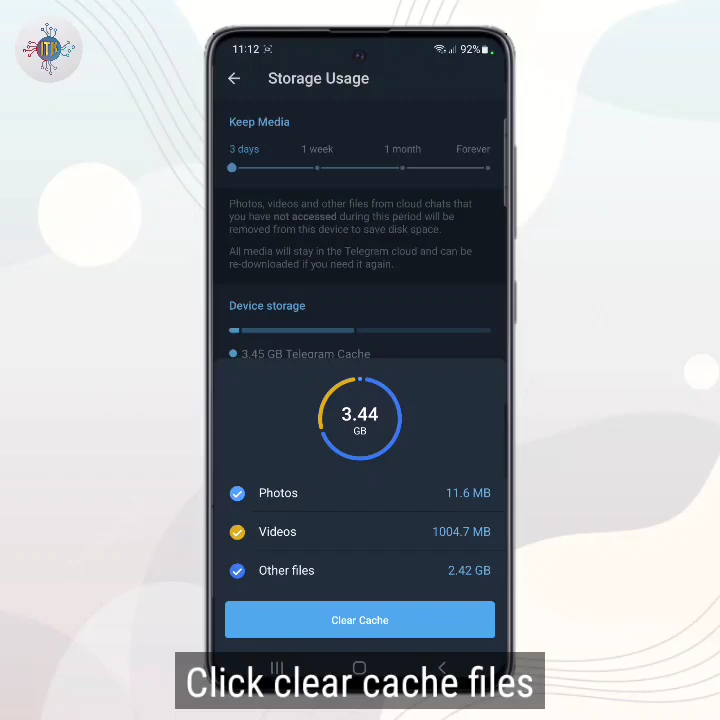 ITK
11:12 92%
Storage Usage
Keep Media
3 days 1 week 1 month Forever
Photos, videos and other files from cloud chats that
you have not accessed during this period will be
removed from this device to save disk space.
All media will stay in the Telegram cloud and can be
re-downloaded if you need it again.
Device storage
3.45 GB Telegram Cache
3.44
GB
Photos 11.6 MB
Videos 1004.7 MB
Other files 2.42 GB
Clear Cache
Click clear cache files